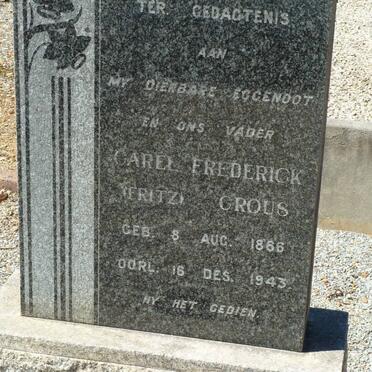 TER GEDAGTENIS
AAN
MY DIERBARE EGGENOOT
EN ONS VADER
CAREL FREDERICK
(FRITZ) CROUS
GEB. 8 AUG. 1866
OORL. 16 DES. 1943
HY HET GEDIEN